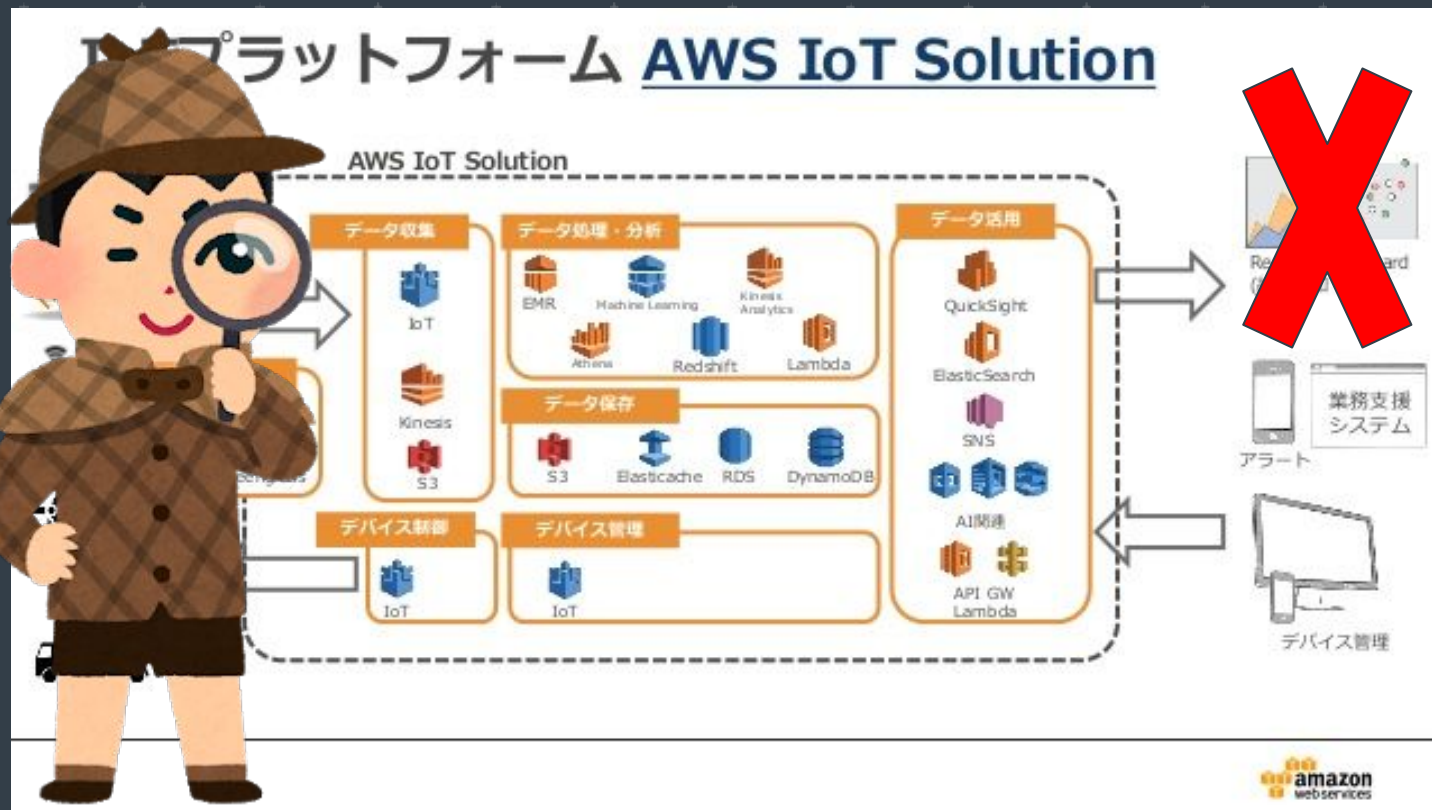 プラットフォーム AWS IoT Solution
AWS IoT Solution
データ収集
IoT
Kinesis
S3
データ処理・分析
EMR
Machine Learning
Kinesis
Analytics
Athena
Redshift
Lambda
データ保存
S3
Elasticache
RDS
DynamoDB
データ活用
QuickSight
ElasticSearch
SNS
AI関連
API GW
Lambda
デバイス制御
IoT
デバイス管理
IoT
アラート
業務支援
システム
デバイス管理
amazon
webservices